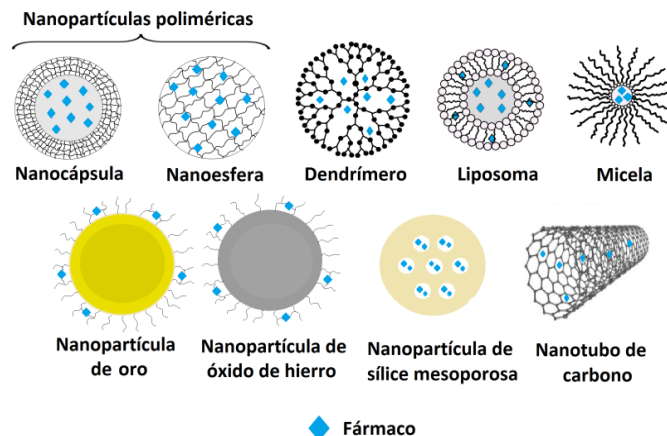 Nanopartículas poliméricas
Nanocápsula
Nanoesfera
Dendrímero
Liposoma
Micela
Nanopartícula
de oro
Nanopartícula de
óxido de hierro
Nanopartícula de
sílice mesoporosa
Nanotubo de
carbono
Fármaco